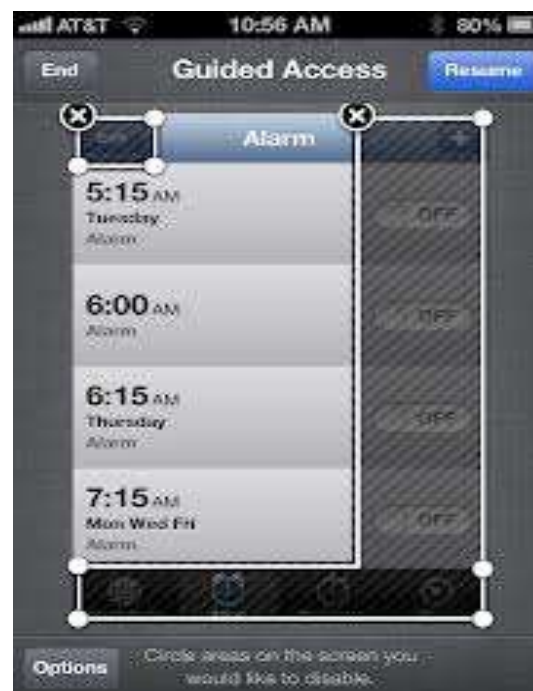 AT&T 10:56 AM 80%
End Guided Access Resume
Alarm +
5:15 AM
Tuesday OFF
Alarm
6:00 AM OFF
Alarm
6:15 AM
Thursday OFF
Alarm
7:15 AM
Mon Wed Fri OFF
Alarm
Options Circle areas on the screen you
would like to disable.